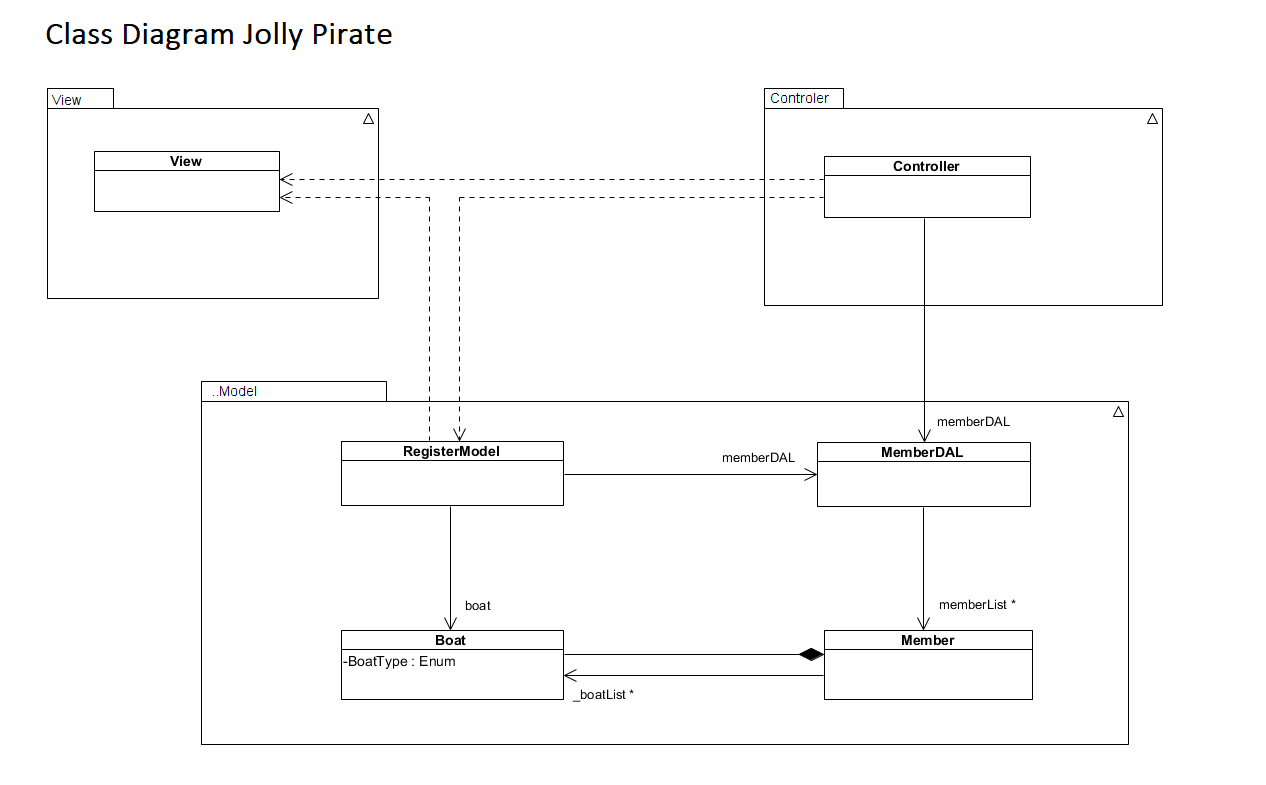 Class Diagram Jolly Pirate
View
Controler
View
Controller
..Model
memberDAL
RegisterModel
memberDAL
MemberDAL
boat
memberList *
Boat
-BoatType : Enum
Member
_boatList *